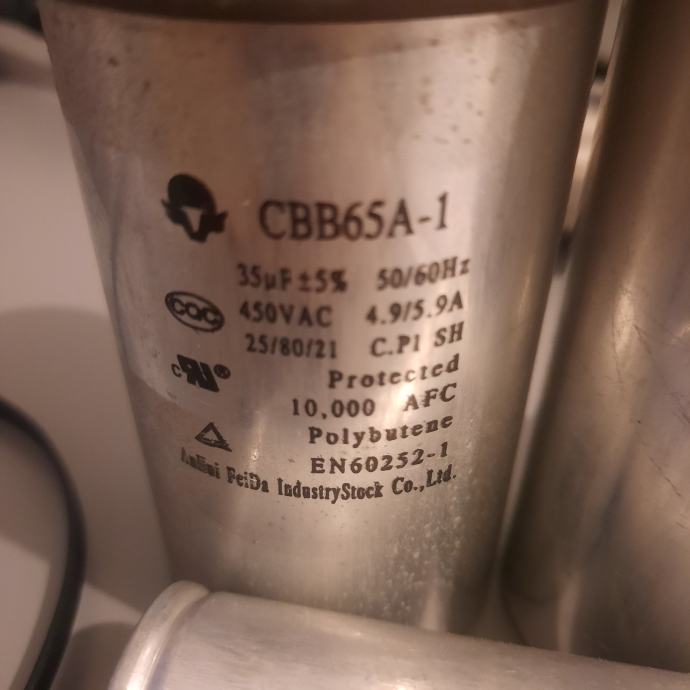 CBB65A-1
35µF±5% 50/60Hz
CQC 450VAC 4.9/5.9A
25/80/21 C.P1 SH
Protected
10,000 AFC
Polybutene
EN60252-1
FeiDa IndustryStock Co.,Ltd.